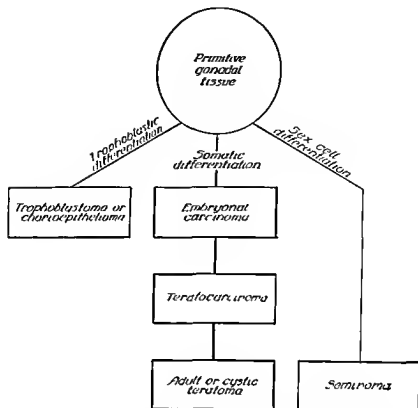 Primitive
gonadal
tissue
Trophoblastic
differentiation
Somatic
differentiation
Sex cell
differentiation
Trophoblastoma or
chorioepithelioma
Embryonal
carcinoma
Teratocarcinoma
Adult or cystic
teratoma
Seminoma